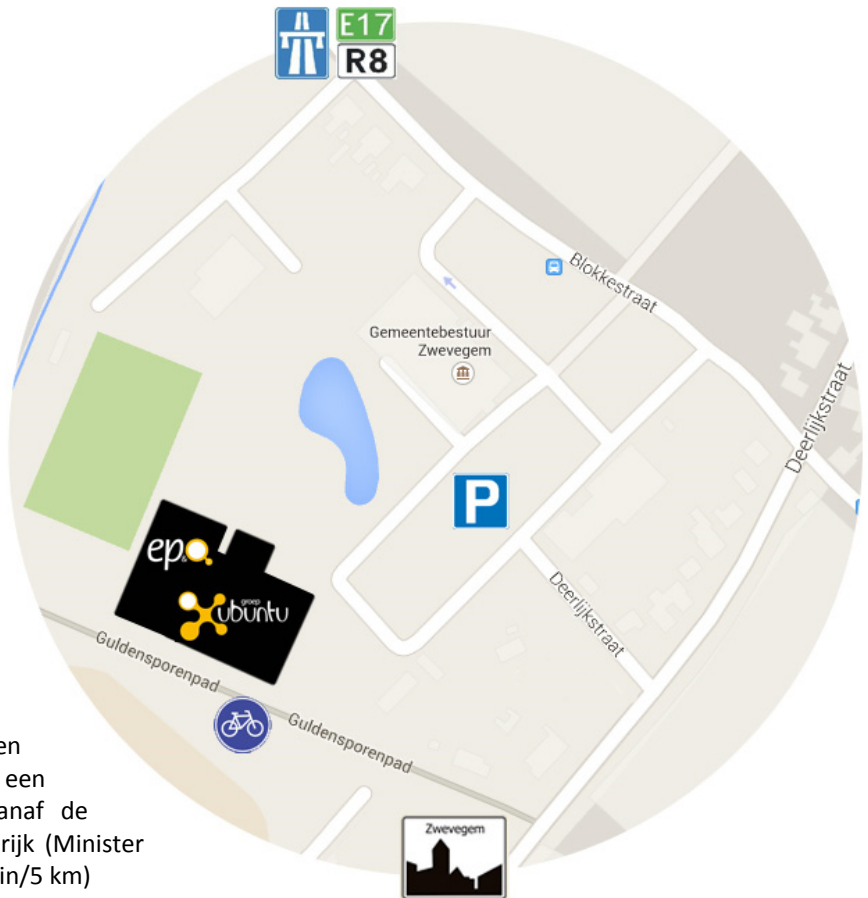 E17
R8
Blokkestraat
Gemeentebestuur
Zwevegem
Deerlijkstraat
P
ep&
Deerlijkstraat
groep
ubuntu
Guldensporenpad
Guldensporenpad
en
een
anaf de
rijk (Minister
in/5 km)
Zwevegem